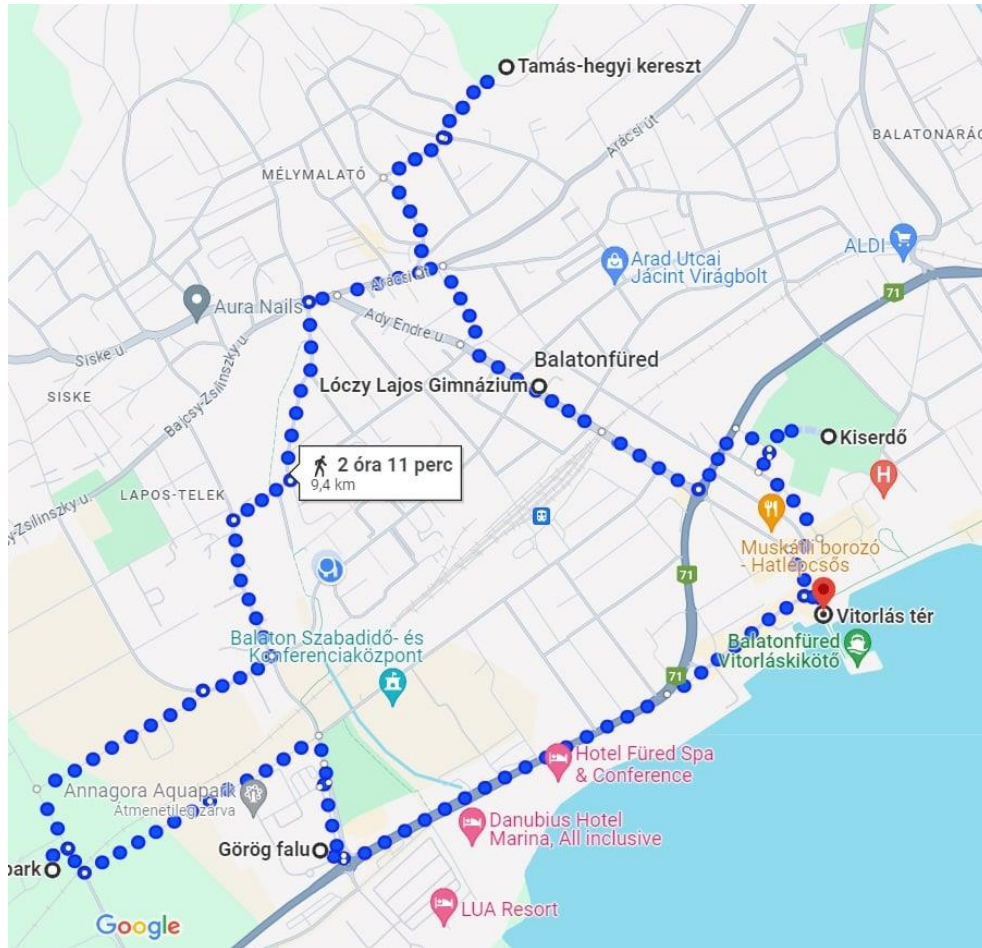 Tamás-hegyi kereszt
Arácsi út
BALATONARÁC
MÉLYMALATÓ
ALDI
Arad Utcai
Jácint Virágbolt
71
Arácsi út
Aura Nails
Ady Endre u
Siske u
Balatonfüred
Lóczy Lajos Gimnázium
SISKE
Bajcsy-Zsilinszky u
Kiserdő
2 óra 11 perc
9,4 km
H
LAPOS-TELEK
y-Zsilinszky u
Muskátli borozó
- Hatlépcsős
71
Vitorlás tér
Balaton Szabadidő- és
Konferenciaközpont
Balatonfüred
Vitorláskikötő
71
Hotel Füred Spa
& Conference
Annagora Aquapark
Átmenetileg zárva
Danubius Hotel
Marina, All inclusive
Görög falu
park
LUA Resort
Google